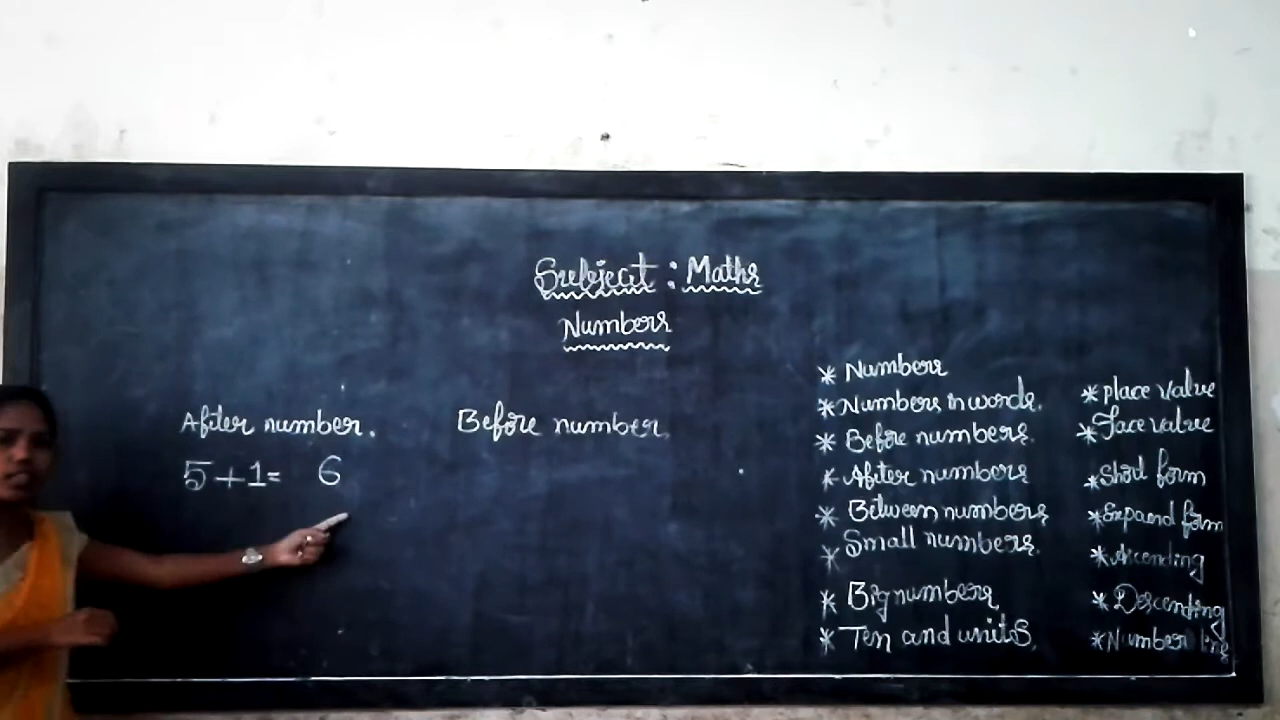 Subject : Maths
Numbers
After number.
5+1= 6
Before number.
* Numbers
* Numbers in words.
* Before numbers.
* After numbers
* Between numbers
* Small numbers.
* Big numbers
* Ten and units.
* place value
* Face value
* Short form
* Expand form
* Ascending
* Descending
* Number line